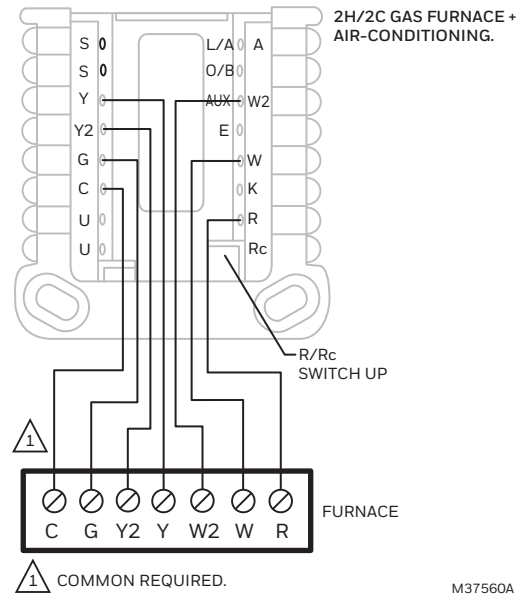 2H/2C GAS FURNACE +
AIR-CONDITIONING.
S L/A A
S O/B
Y AUX W2
Y2 E
G W
C K
U R
U Rc
R/Rc
SWITCH UP
1
C G Y2 Y W2 W R
FURNACE
1 COMMON REQUIRED.
M37560A